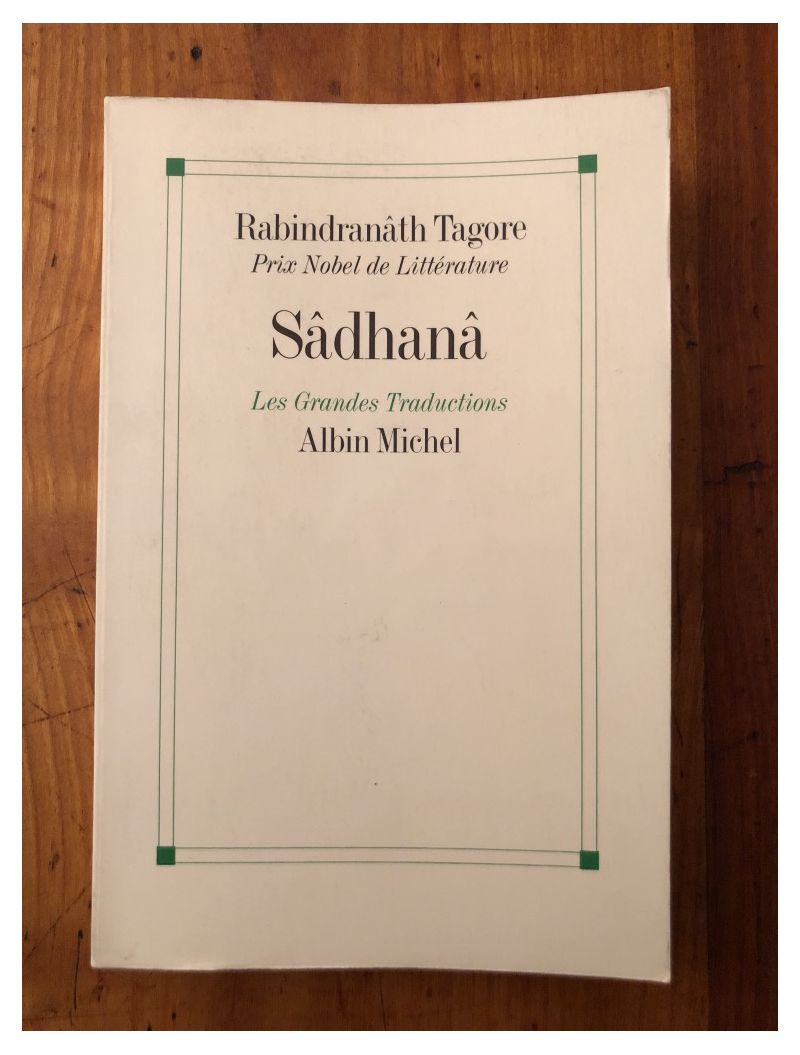 Rabindranâth Tagore
Prix Nobel de Littérature
Sâdhanâ
Les Grandes Traductions
Albin Michel